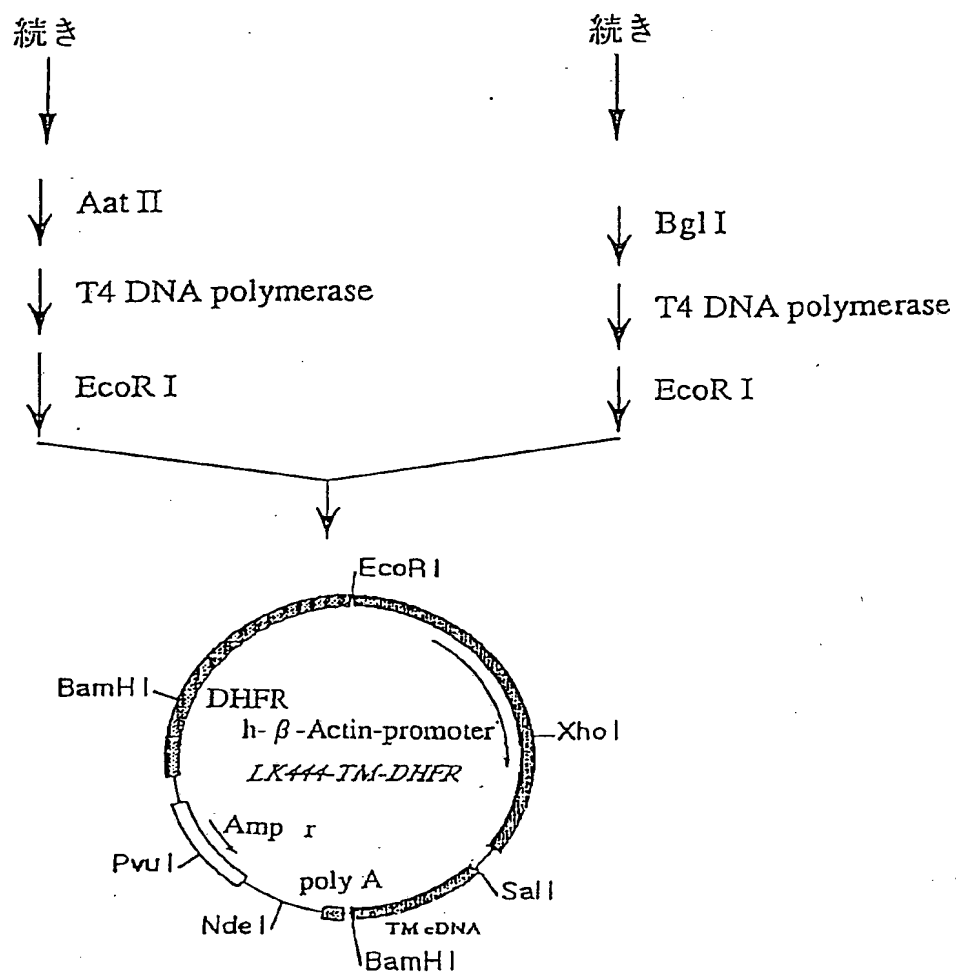 続き
続き
Aat II
Bgl I
T4 DNA polymerase
T4 DNA polymerase
EcoR I
EcoR I
EcoR I
BamH I
DHFR
h-β-Actin-promoter
Xho I
LK444-TM-DHFR
Amp r
Pvu I
poly A
Sal I
Nde I
TM cDNA
BamH I